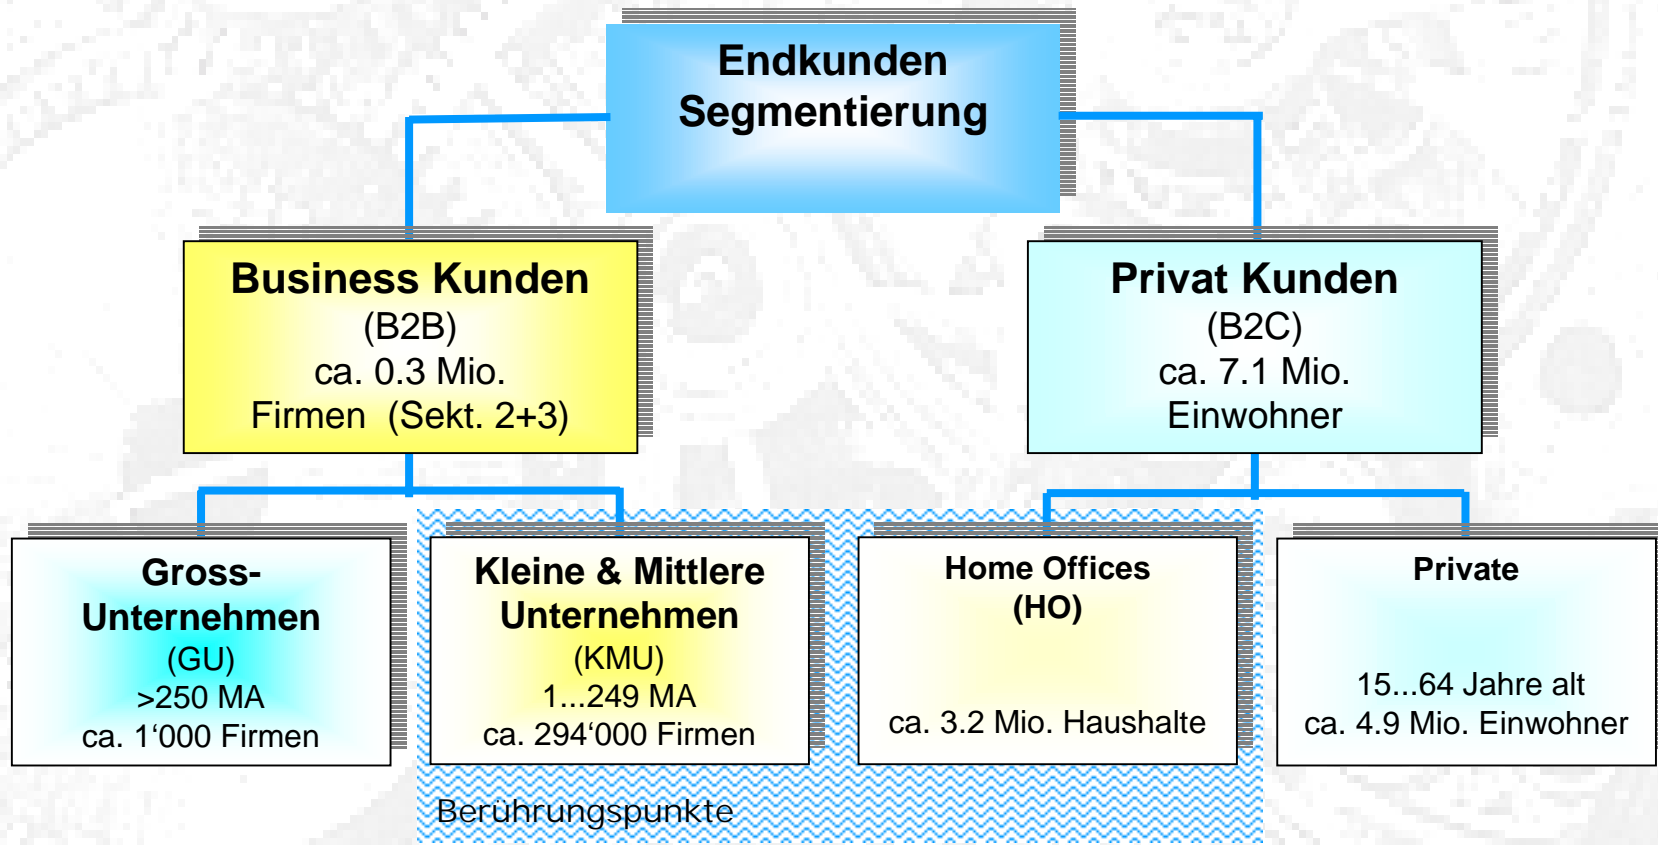 Endkunden
Segmentierung
Business Kunden
(B2B)
ca. 0.3 Mio.
Firmen (Sekt. 2+3)
Privat Kunden
(B2C)
ca. 7.1 Mio.
Einwohner
Gross-
Unternehmen
(GU)
>250 MA
ca. 1‘000 Firmen
Kleine & Mittlere
Unternehmen
(KMU)
1...249 MA
ca. 294‘000 Firmen
Home Offices
(HO)
ca. 3.2 Mio. Haushalte
Private
15...64 Jahre alt
ca. 4.9 Mio. Einwohner
Berührungspunkte